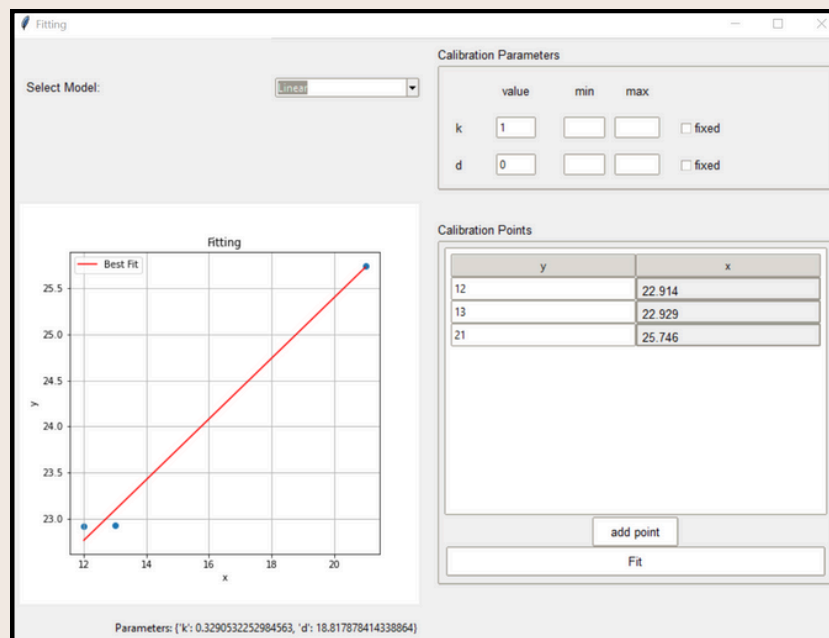 Fitting
Select Model:
Linear
Calibration Parameters
value min max
k 1 fixed
d 0 fixed
Fitting
Best Fit
25.5
25.0
24.5
24.0
23.5
23.0
y
12 14 16 18 20
x
Parameters: {'k': 0.3290532252984563, 'd': 18.817878414338864}
Calibration Points
y x
12 22.914
13 22.929
21 25.746
add point
Fit